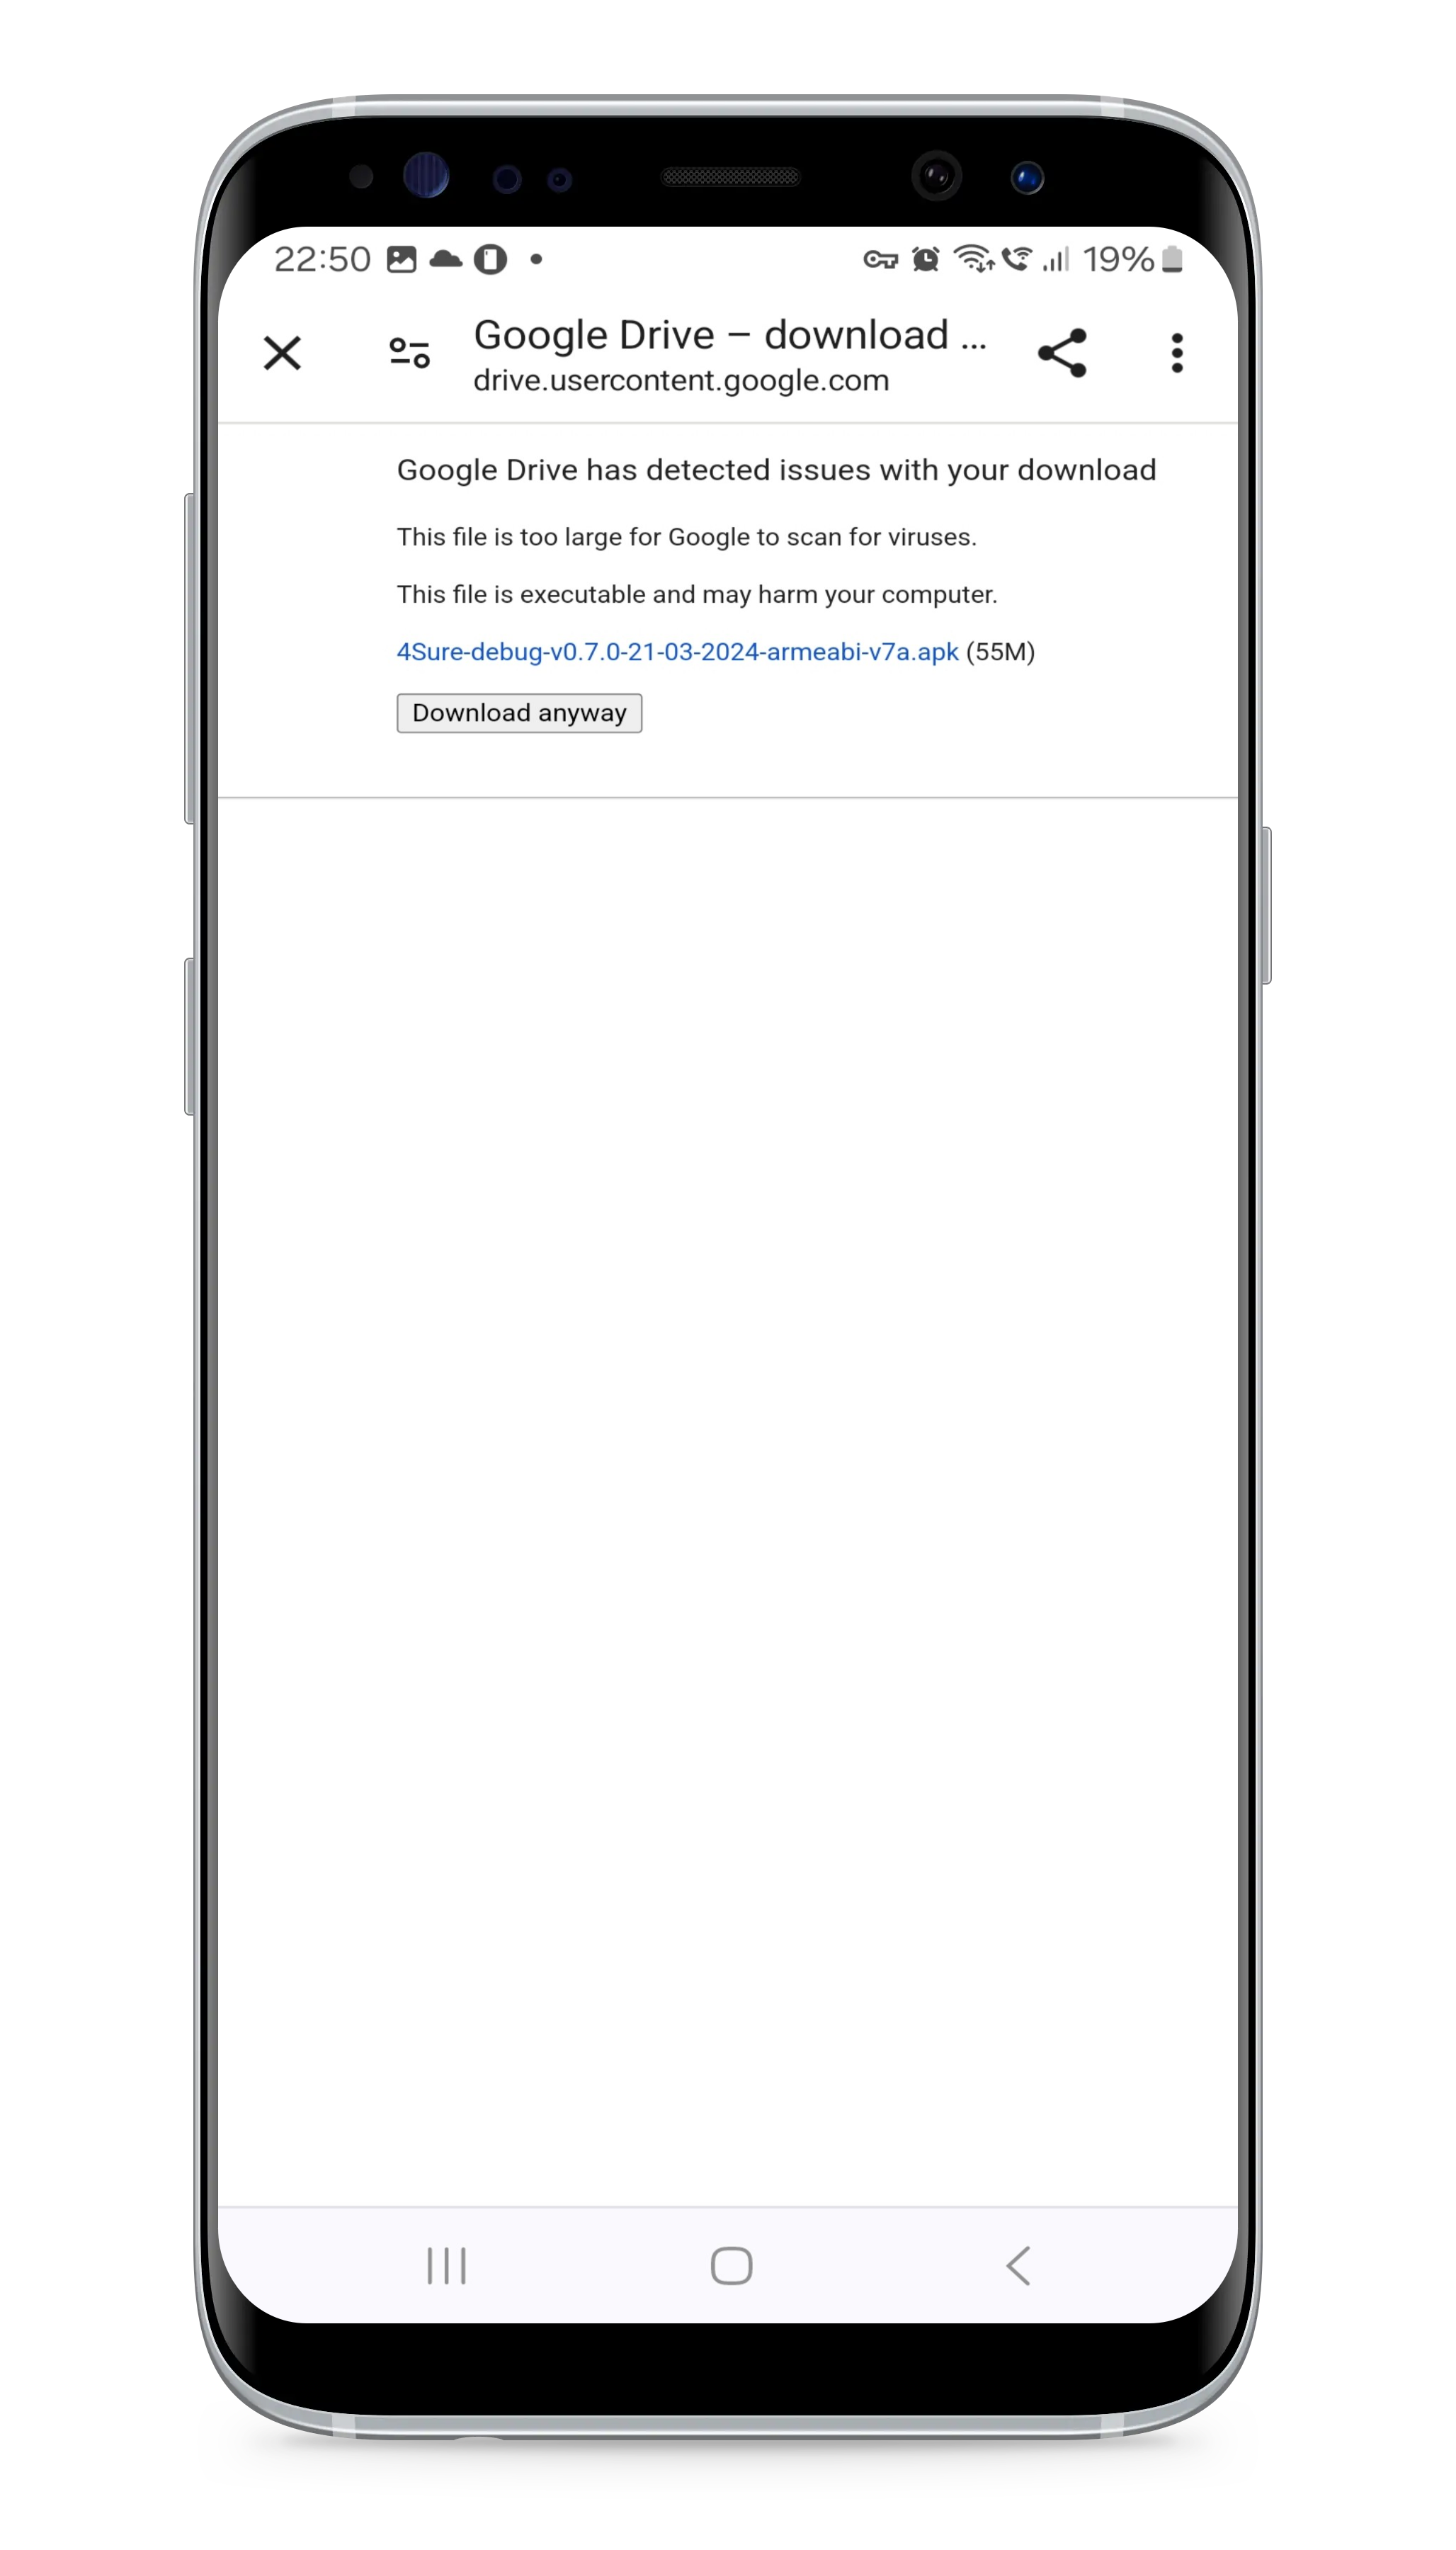 22:50
19%
Google Drive – download ...
drive.usercontent.google.com
Google Drive has detected issues with your download
This file is too large for Google to scan for viruses.
This file is executable and may harm your computer.
4Sure-debug-v0.7.0-21-03-2024-armeabi-v7a.apk (55M)
Download anyway